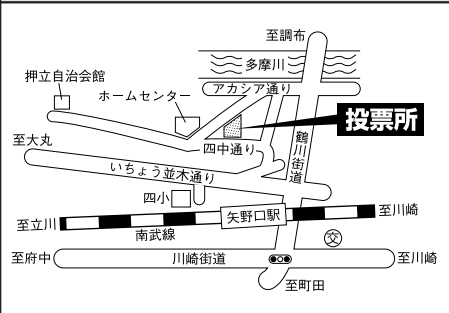 至調布
多摩川
押立自治会館
アカシア通り
ホームセンター
投票所
至大丸
四中通り
鶴川街道
いちょう並木通り
四小
矢野口駅
至川崎
至立川
南武線
交
至府中
川崎街道
至川崎
至町田